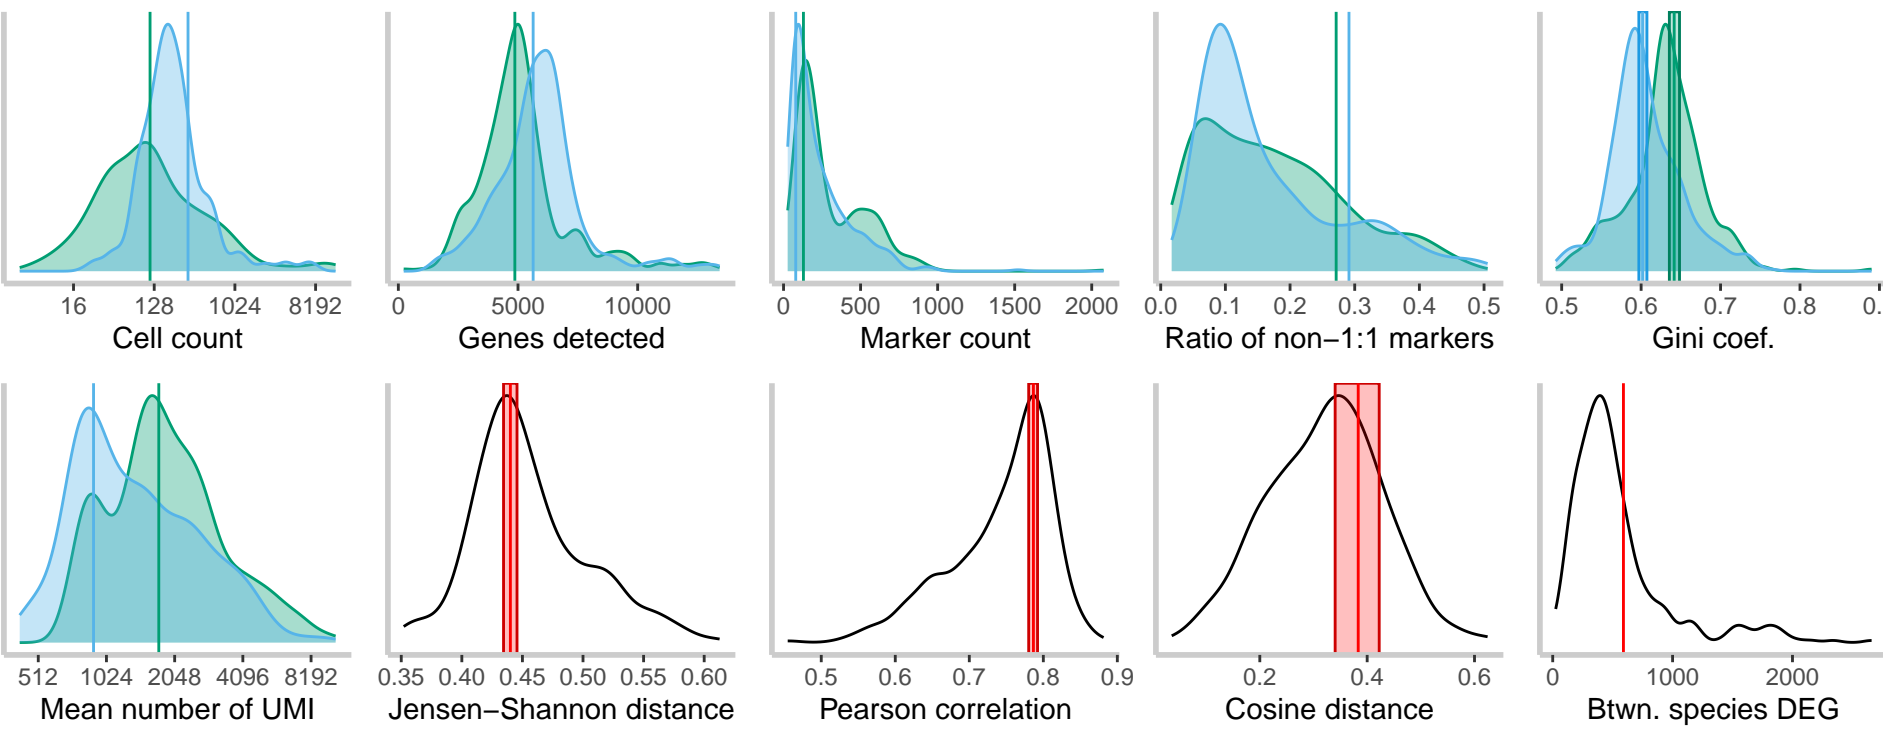 16 128 1024 8192
Cell count
0 5000 10000
Genes detected
0 500 1000 1500 2000
Marker count
0.0 0.1 0.2 0.3 0.4 0.5
Ratio of non−1:1 markers
0.5 0.6 0.7 0.8 0.
Gini coef.
512 1024 2048 4096 8192
Mean number of UMI
0.35 0.40 0.45 0.50 0.55 0.60
Jensen−Shannon distance
0.5 0.6 0.7 0.8 0.9
Pearson correlation
0.2 0.4 0.6
Cosine distance
0 1000 2000
Btwn. species DEG